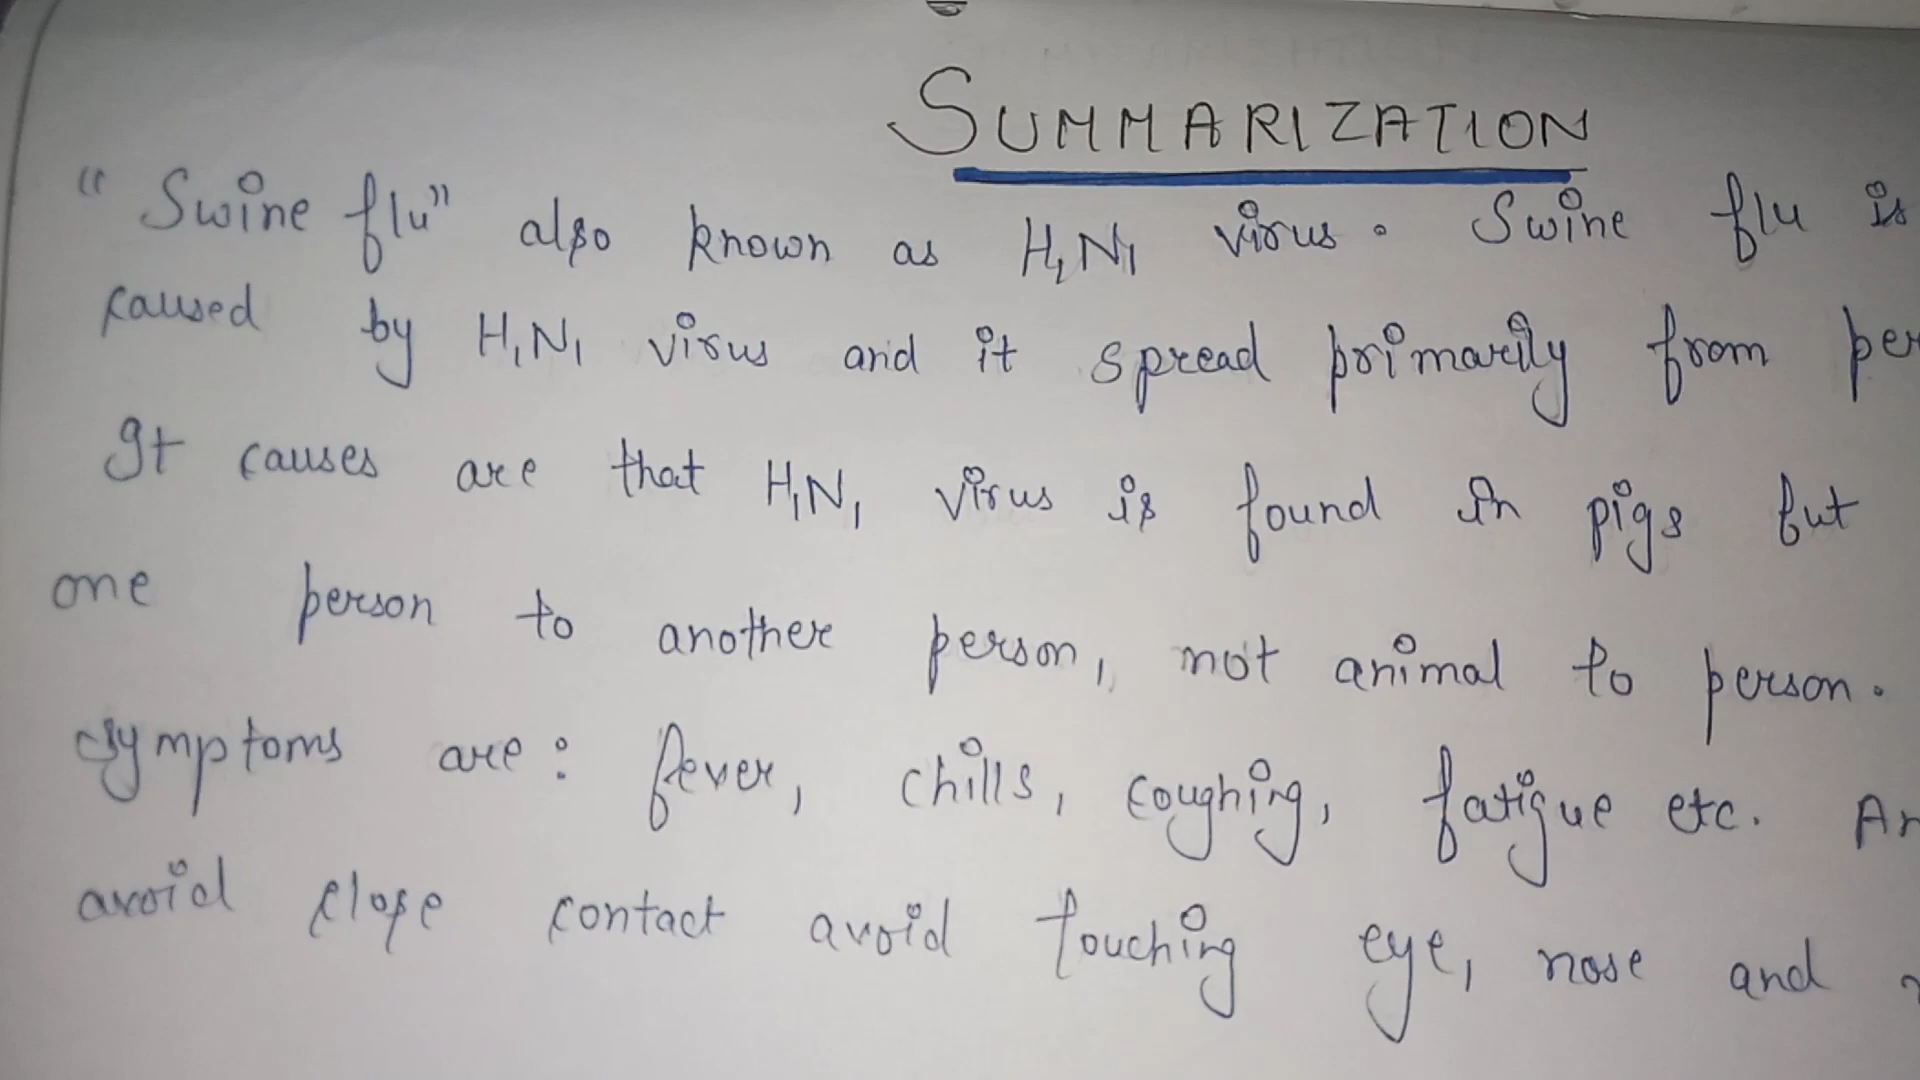 SUMMARIZATION
"Swine flu" also known as H1N1 virus. Swine flu is
caused by H1N1 virus and it spread primarily from per
It causes are that H1N1 virus is found in pigs but
one person to another person, not animal to person.
symptoms are: fever, chills, coughing, fatigue etc. An
avoid close contact avoid touching eye, nose and